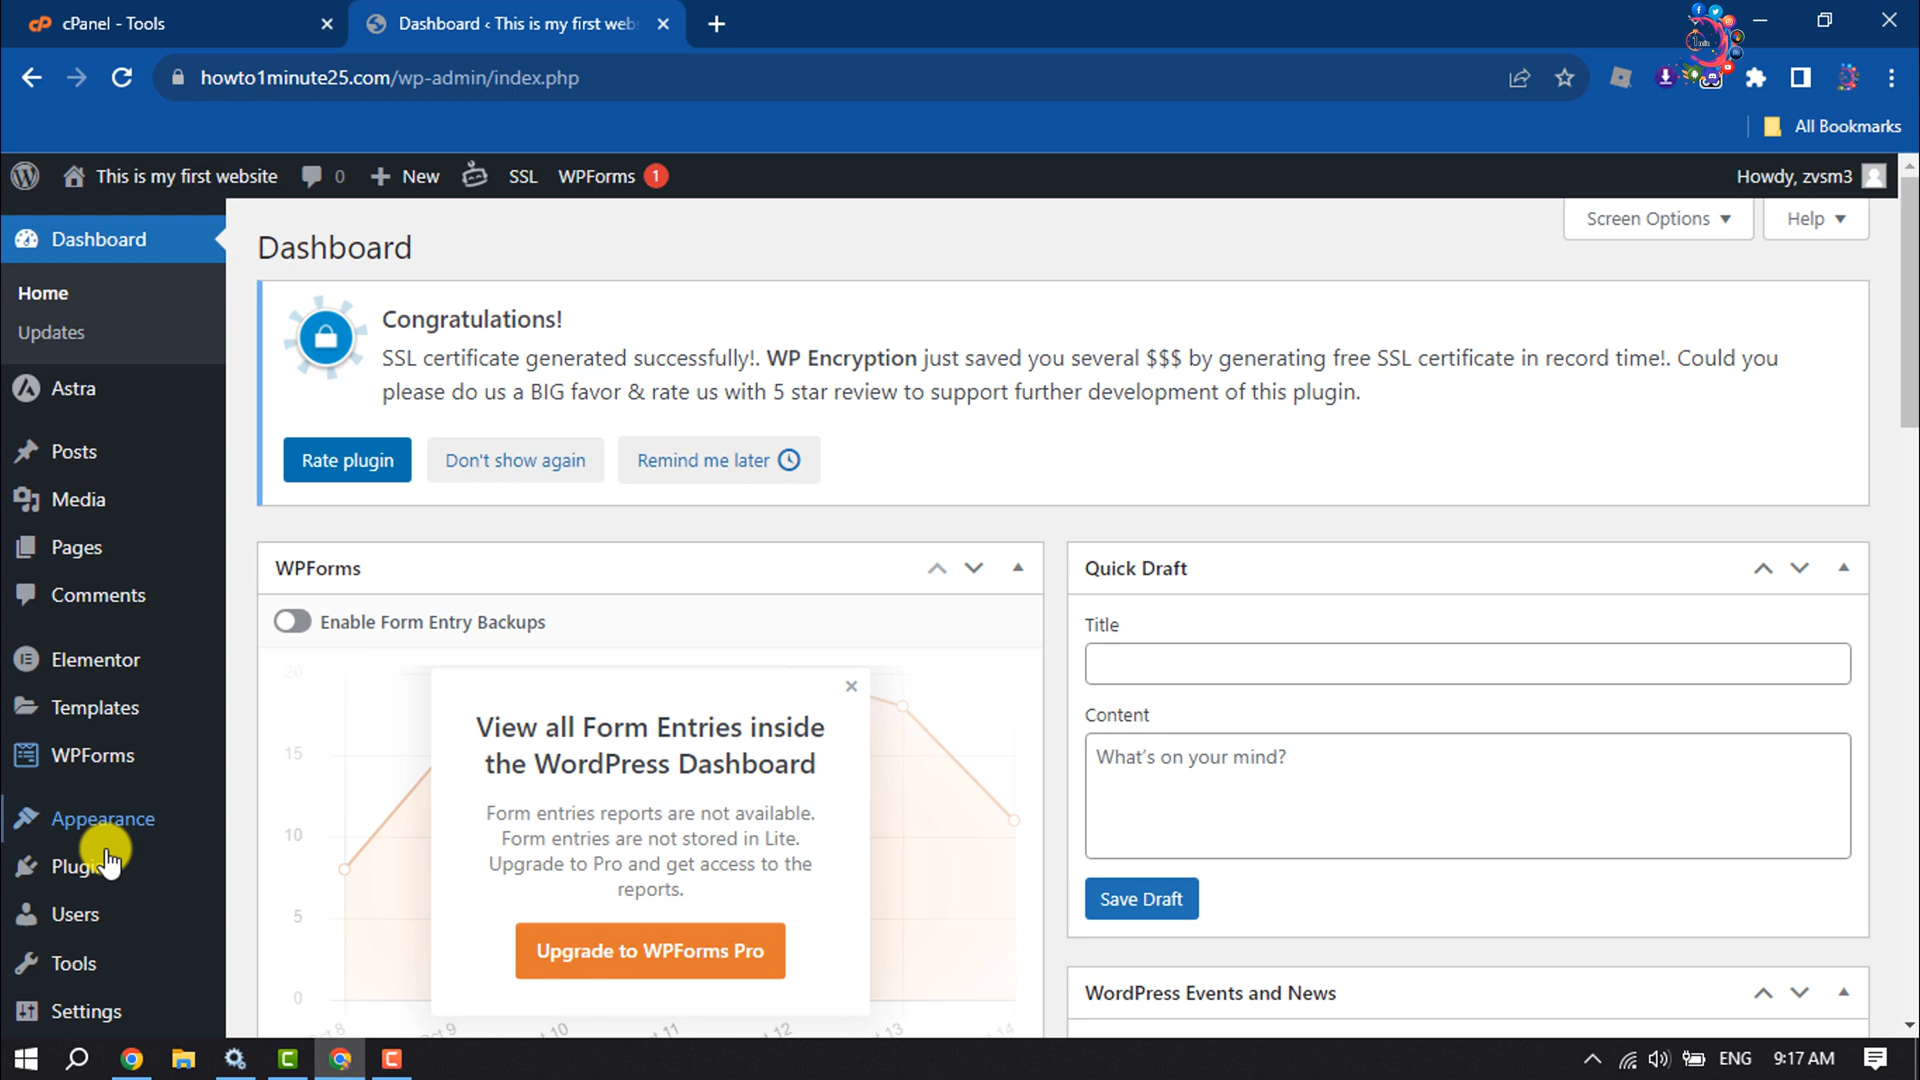 cPanel - Tools
Dashboard ‹ This is my first web
howto1minute25.com/wp-admin/index.php
All Bookmarks
This is my first website
0
New
SSL
WPForms
1
Howdy, zvsm3
Screen Options
Help
Dashboard
Home
Updates
Astra
Posts
Media
Pages
Comments
Elementor
Templates
WPForms
Appearance
Users
Tools
Settings
Dashboard
Congratulations!
SSL certificate generated successfully!. WP Encryption just saved you several $$$ by generating free SSL certificate in record time!. Could you
please do us a BIG favor & rate us with 5 star review to support further development of this plugin.
Rate plugin
Don't show again
Remind me later
WPForms
Enable Form Entry Backups
20
15
10
5
0
View all Form Entries inside
the WordPress Dashboard
Form entries reports are not available.
Form entries are not stored in Lite.
Upgrade to Pro and get access to the
reports.
Upgrade to WPForms Pro
Quick Draft
Title
Content
What's on your mind?
Save Draft
WordPress Events and News
ENG
9:17 AM